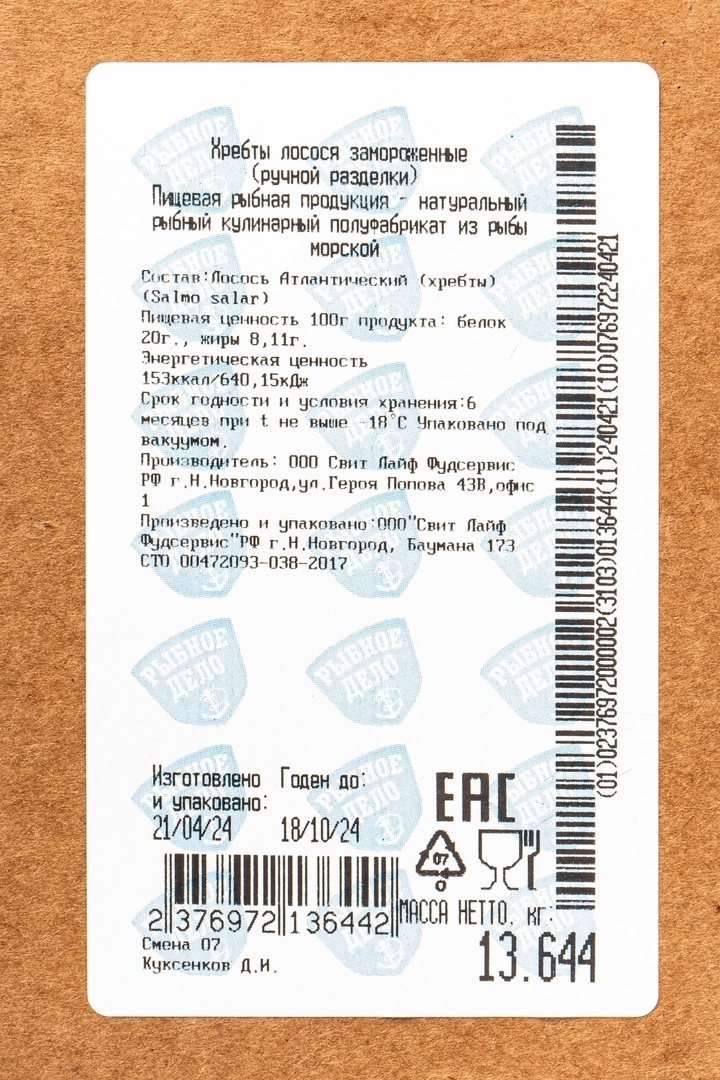 Хребты лосося замороженные
(ручной разделки)
Пищевая рыбная продукция - натуральный
рыбный кулинарный полуфабрикат из рыбы
морской
Состав:Лосось Атлантический (хребты)
(Salmo salar)
Пищевая ценность 100г продукта: белок
20г., жиры 8,11г.
Энергетическая ценность
153ккал/640,15кДж
Срок годности и условия хранения:6
месяцев при t не выше -18°C Упаковано под
вакуумом.
Производитель: ООО Свит Лайф Фудсервис
РФ г.Н.Новгород,ул.Героя Попова 43В,офис
1
Произведено и упаковано:ООО"Свит Лайф
Фудсервис"РФ г.Н.Новгород, Баумана 173
СТО 00472093-038-2017
(01)02376972000002(3103)013644(11)240421(10)076972240421
РЫБНОЕ
ДЕЛО
Изготовлено
и упаковано:
21/04/24
Годен до:
18/10/24
EAC
07
2 376972 136442
МАССА НЕТТО, кг:
13.644
Смена 07
Куксенков Д.И.